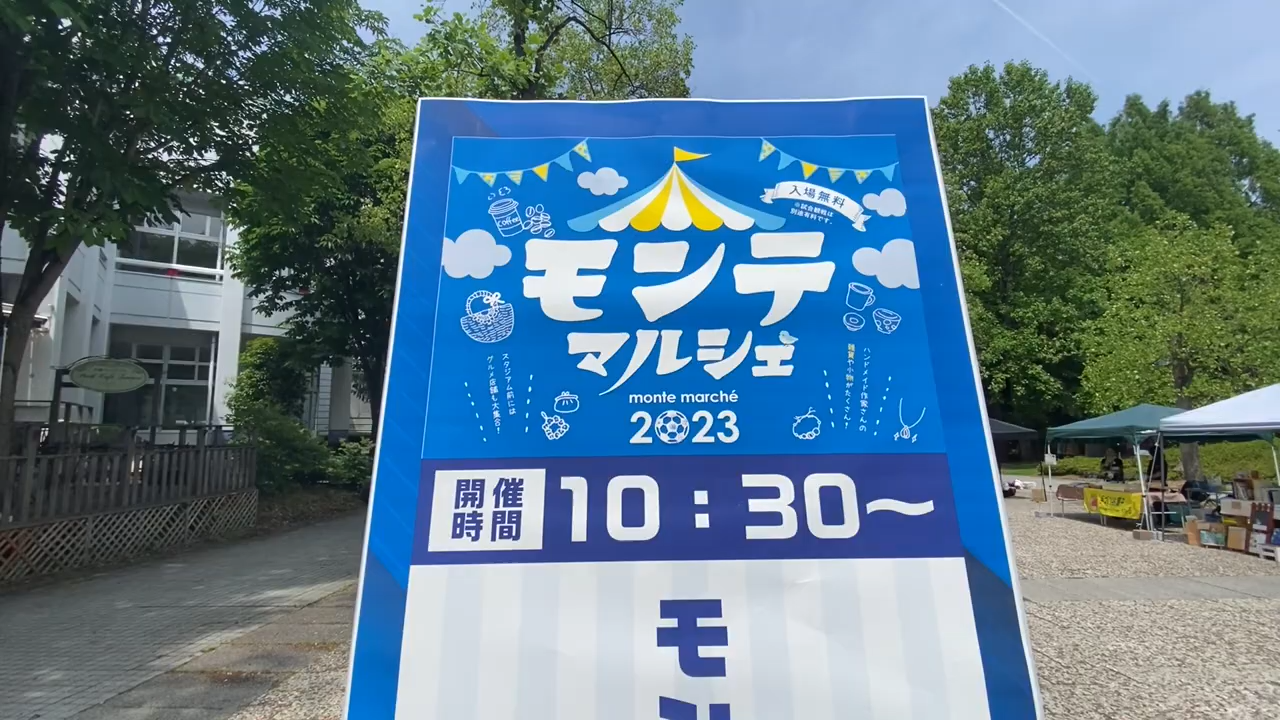 入場無料
※試合観戦は
別途有料です。
COFFEE
モンテ
マルシェ
monte marché
2023
スタジアム前には
グルメ店舗も大集合！
ハンドメイド作家さんの
雑貨や小物がたくさん！
開催
時間
10:30～
モ